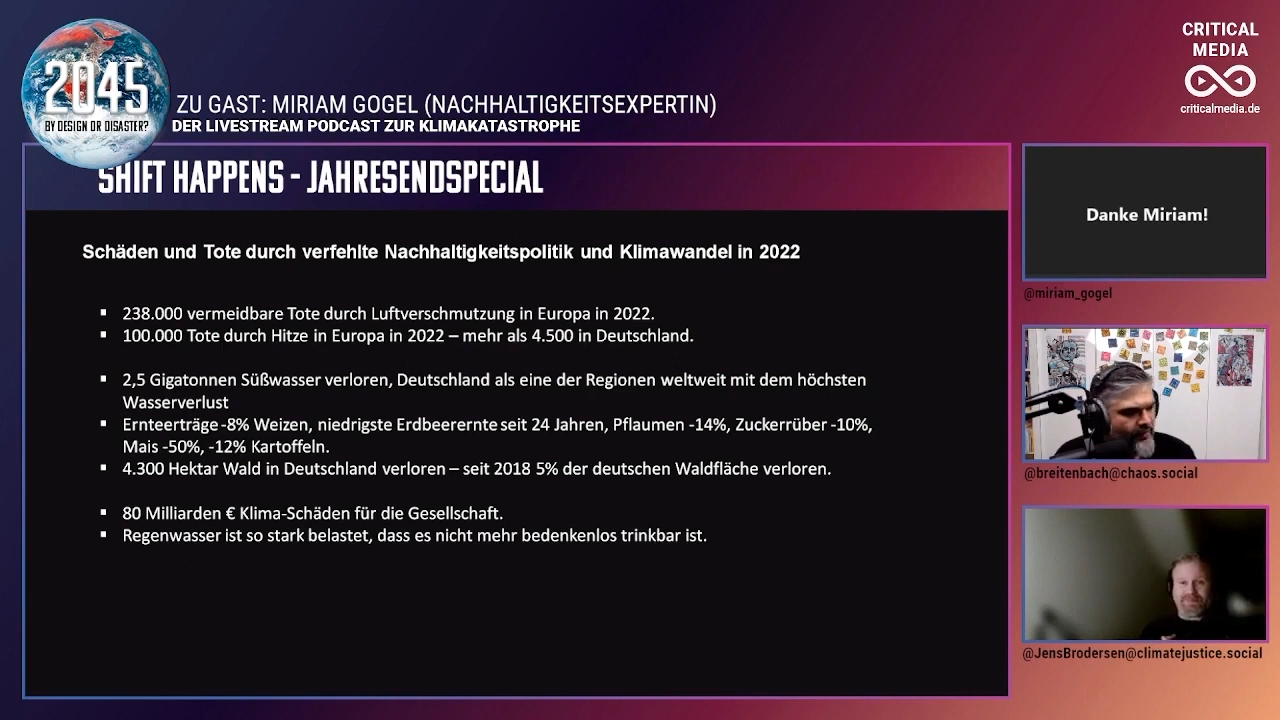 2045
BY DESIGN OR DISASTER?
ZU GAST: MIRIAM GOGEL (NACHHALTIGKEITSEXPERTIN)
DER LIVESTREAM PODCAST ZUR KLIMAKATASTROPHE
CRITICAL
MEDIA
criticalmedia.de
SHIFT HAPPENS - JAHRESENDSPECIAL
Schäden und Tote durch verfehlte Nachhaltigkeitspolitik und Klimawandel in 2022
▪ 238.000 vermeidbare Tote durch Luftverschmutzung in Europa in 2022.
▪ 100.000 Tote durch Hitze in Europa in 2022 – mehr als 4.500 in Deutschland.
▪ 2,5 Gigatonnen Süßwasser verloren, Deutschland als eine der Regionen weltweit mit dem höchsten
Wasserverlust
▪ Ernteerträge -8% Weizen, niedrigste Erdbeerernte seit 24 Jahren, Pflaumen -14%, Zuckerrüber -10%,
Mais -50%, -12% Kartoffeln.
▪ 4.300 Hektar Wald in Deutschland verloren – seit 2018 5% der deutschen Waldfläche verloren.
▪ 80 Milliarden € Klima-Schäden für die Gesellschaft.
▪ Regenwasser ist so stark belastet, dass es nicht mehr bedenkenlos trinkbar ist.
Danke Miriam!
@miriam_gogel
@breitenbach@chaos.social
@JensBrodersen@climatejustice.social